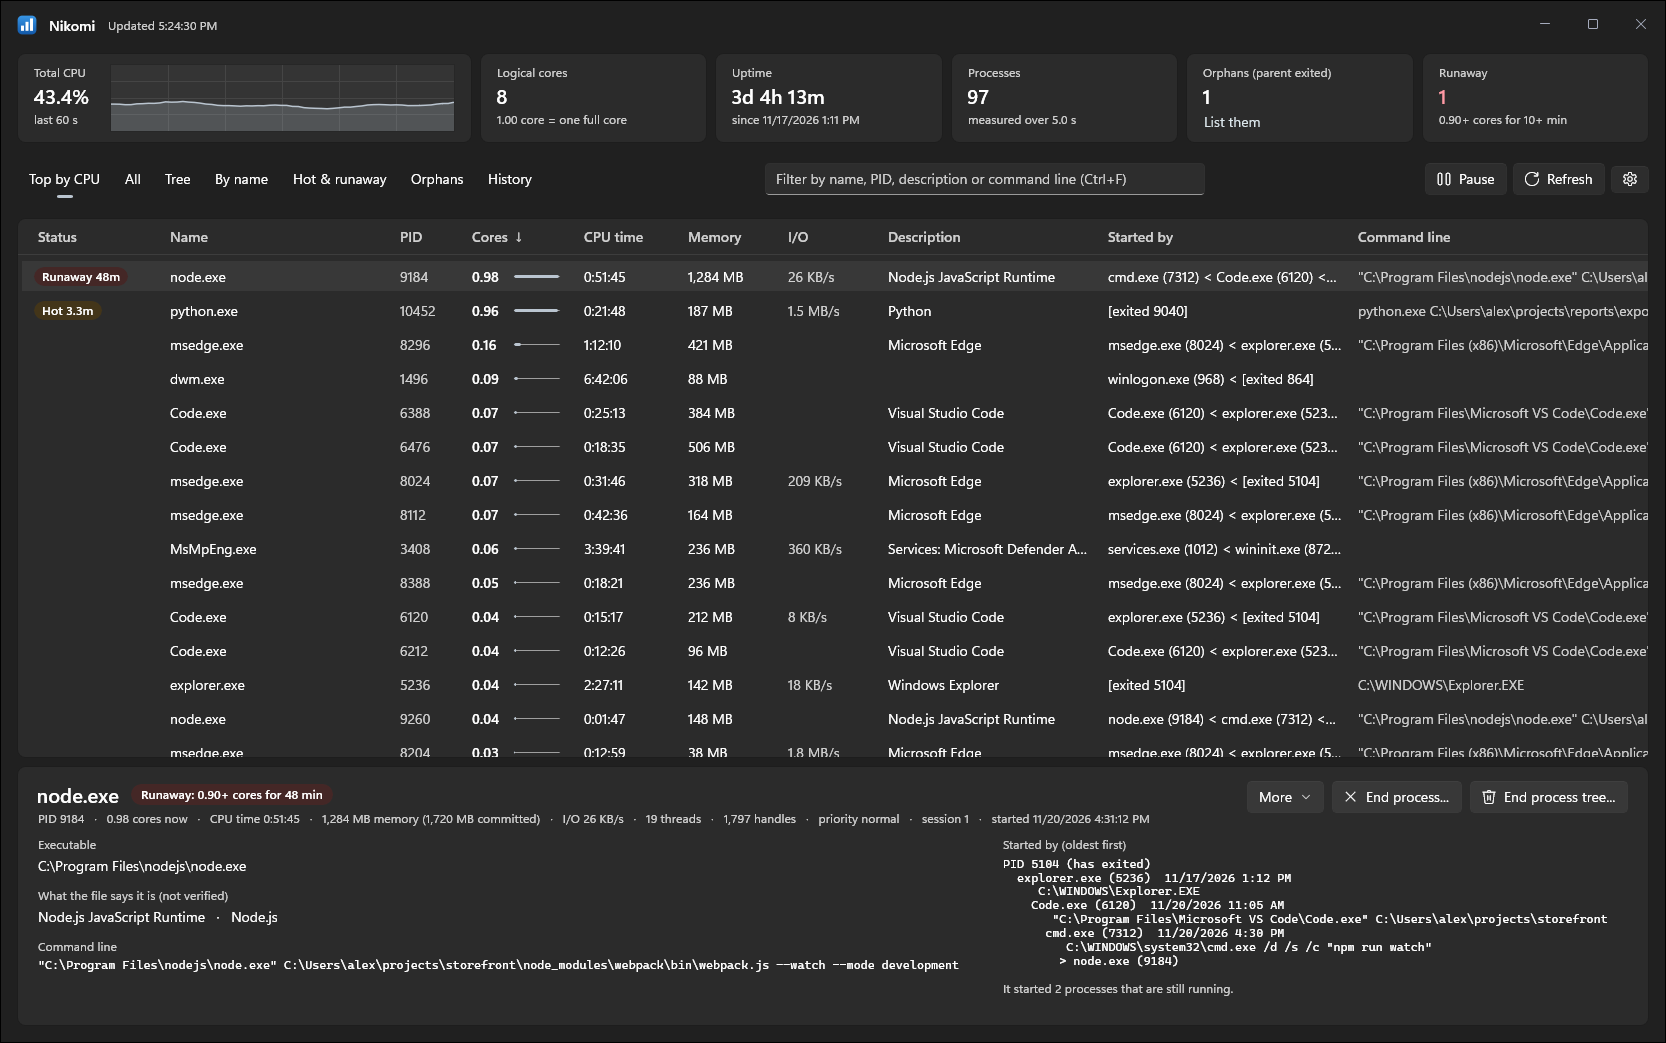 Nikomi Updated 5:24:30 PM
Total CPU
43.4%
last 60 s
Logical cores
8
1.00 core = one full core
Uptime
3d 4h 13m
since 11/17/2026 1:11 PM
Processes
97
measured over 5.0 s
Orphans (parent exited)
1
List them
Runaway
1
0.90+ cores for 10+ min
Top by CPU All Tree By name Hot & runaway Orphans History
Filter by name, PID, description or command line (Ctrl+F)
Pause Refresh
Status Name PID Cores ↓ CPU time Memory I/O Description Started by Command line
Runaway 48m node.exe 9184 0.98 0:51:45 1,284 MB 26 KB/s Node.js JavaScript Runtime cmd.exe (7312) < Code.exe (6120) <... "C:\Program Files\nodejs\node.exe" C:\Users\al
Hot 3.3m python.exe 10452 0.96 0:21:48 187 MB 1.5 MB/s Python [exited 9040] python.exe C:\Users\alex\projects\reports\expo
msedge.exe 8296 0.16 1:12:10 421 MB Microsoft Edge msedge.exe (8024) < explorer.exe (5... "C:\Program Files (x86)\Microsoft\Edge\Applica
dwm.exe 1496 0.09 6:42:06 88 MB winlogon.exe (968) < [exited 864]
Code.exe 6388 0.07 0:25:13 384 MB Visual Studio Code Code.exe (6120) < explorer.exe (523... "C:\Program Files\Microsoft VS Code\Code.exe"
Code.exe 6476 0.07 0:18:35 506 MB Visual Studio Code Code.exe (6120) < explorer.exe (523... "C:\Program Files\Microsoft VS Code\Code.exe"
msedge.exe 8024 0.07 0:31:46 318 MB 209 KB/s Microsoft Edge explorer.exe (5236) < [exited 5104] "C:\Program Files (x86)\Microsoft\Edge\Applica
msedge.exe 8112 0.07 0:42:36 164 MB Microsoft Edge msedge.exe (8024) < explorer.exe (5... "C:\Program Files (x86)\Microsoft\Edge\Applica
MsMpEng.exe 3408 0.06 3:39:41 236 MB 360 KB/s Services: Microsoft Defender A... services.exe (1012) < wininit.exe (872...
msedge.exe 8388 0.05 0:18:21 236 MB Microsoft Edge msedge.exe (8024) < explorer.exe (5... "C:\Program Files (x86)\Microsoft\Edge\Applica
Code.exe 6120 0.04 0:15:17 212 MB 8 KB/s Visual Studio Code explorer.exe (5236) < [exited 5104] "C:\Program Files\Microsoft VS Code\Code.exe"
Code.exe 6212 0.04 0:12:26 96 MB Visual Studio Code Code.exe (6120) < explorer.exe (523... "C:\Program Files\Microsoft VS Code\Code.exe"
explorer.exe 5236 0.04 2:27:11 142 MB 18 KB/s Windows Explorer [exited 5104] C:\WINDOWS\Explorer.EXE
node.exe 9260 0.04 0:01:47 148 MB Node.js JavaScript Runtime node.exe (9184) < cmd.exe (7312) <... "C:\Program Files\nodejs\node.exe" C:\Users\al
msedge.exe 8204 0.03 0:12:59 38 MB 1.8 MB/s Microsoft Edge msedge.exe (8024) < explorer.exe (5... "C:\Program Files (x86)\Microsoft\Edge\Applica
node.exe Runaway: 0.90+ cores for 48 min
More End process... End process tree...
PID 9184 · 0.98 cores now · CPU time 0:51:45 · 1,284 MB memory (1,720 MB committed) · I/O 26 KB/s · 19 threads · 1,797 handles · priority normal · session 1 · started 11/20/2026 4:31:12 PM
Executable
C:\Program Files\nodejs\node.exe
What the file says it is (not verified)
Node.js JavaScript Runtime · Node.js
Command line
"C:\Program Files\nodejs\node.exe" C:\Users\alex\projects\storefront\node_modules\webpack\bin\webpack.js --watch --mode development
Started by (oldest first)
PID 5104 (has exited)
explorer.exe (5236) 11/17/2026 1:12 PM
C:\WINDOWS\Explorer.EXE
Code.exe (6120) 11/20/2026 11:05 AM
"C:\Program Files\Microsoft VS Code\Code.exe" C:\Users\alex\projects\storefront
cmd.exe (7312) 11/20/2026 4:30 PM
C:\WINDOWS\system32\cmd.exe /d /s /c "npm run watch"
> node.exe (9184)
It started 2 processes that are still running.